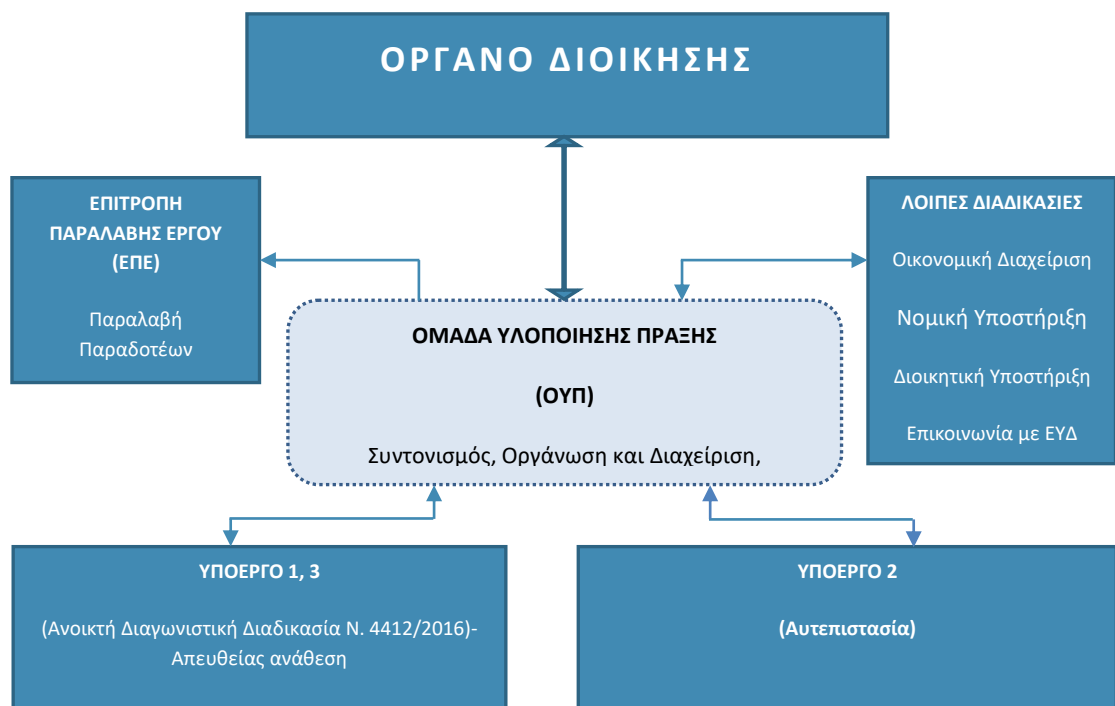 ΟΡΓΑΝΟ ΔΙΟΙΚΗΣΗΣ
ΕΠΙΤΡΟΠΗ
ΠΑΡΑΛΑΒΗΣ ΕΡΓΟΥ
(ΕΠΕ)
Παραλαβή
Παραδοτέων
ΛΟΙΠΕΣ ΔΙΑΔΙΚΑΣΙΕΣ
Οικονομική Διαχείριση
Νομική Υποστήριξη
Διοικητική Υποστήριξη
Επικοινωνία με ΕΥΔ
ΟΜΑΔΑ ΥΛΟΠΟΙΗΣΗΣ ΠΡΑΞΗΣ
(ΟΥΠ)
Συντονισμός, Οργάνωση και Διαχείριση,
ΥΠΟΕΡΓΟ 1, 3
(Ανοικτή Διαγωνιστική Διαδικασία Ν. 4412/2016)-
Απευθείας ανάθεση
ΥΠΟΕΡΓΟ 2
(Αυτεπιστασία)